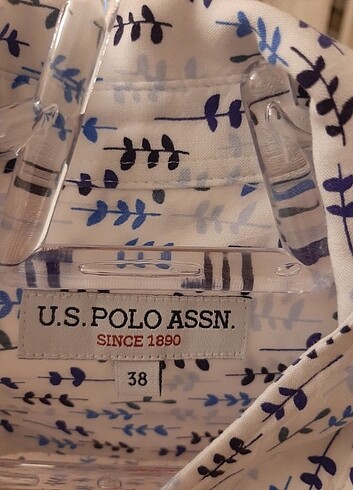 U.S. POLO ASSN.
SINCE 1890
38